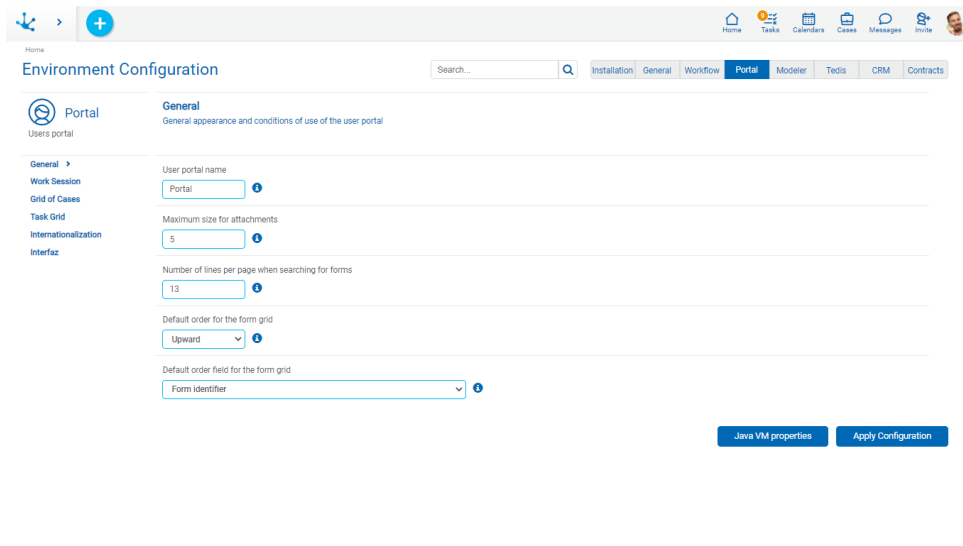 9
Home
Tasks
Calendars
Cases
Messages
Invite
Home
Environment Configuration
Search...
Installation
General
Workflow
Portal
Modeler
Tedis
CRM
Contracts
Portal
Users portal
General
Work Session
Grid of Cases
Task Grid
Internationalization
Interfaz
General
General appearance and conditions of use of the user portal
User portal name
Portal
Maximum size for attachments
5
Number of lines per page when searching for forms
13
Default order for the form grid
Upward
Default order field for the form grid
Form identifier
Java VM properties
Apply Configuration